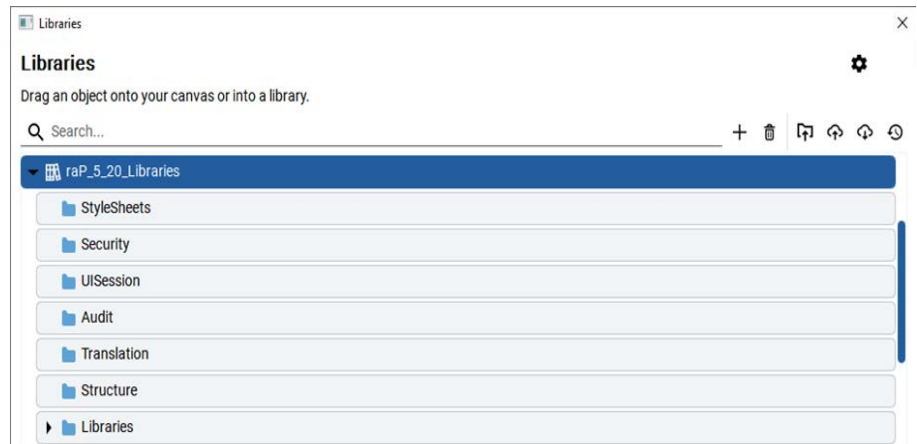 Libraries
Libraries
Drag an object onto your canvas or into a library.
Search...
raP_5_20_Libraries
StyleSheets
Security
UISession
Audit
Translation
Structure
Libraries